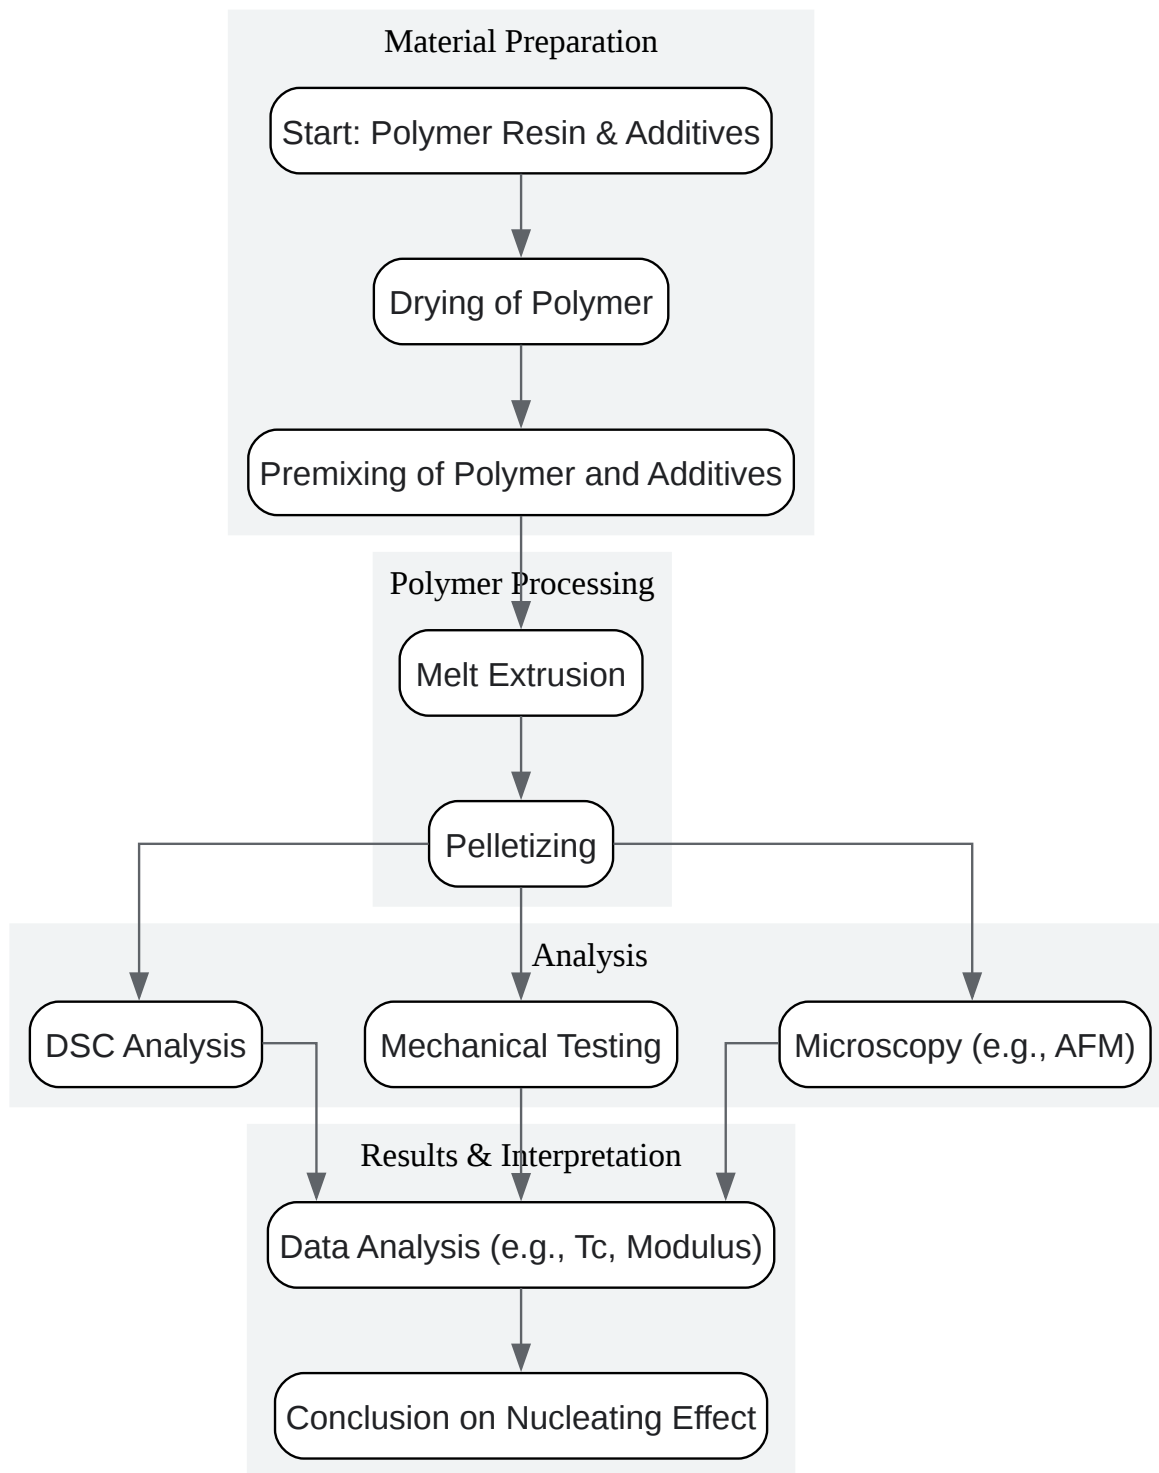 Material Preparation
Start: Polymer Resin & Additives
Drying of Polymer
Premixing of Polymer and Additives
Polymer Processing
Melt Extrusion
Pelletizing
Analysis
DSC Analysis
Mechanical Testing
Microscopy (e.g., AFM)
Results & Interpretation
Data Analysis (e.g., Tc, Modulus)
Conclusion on Nucleating Effect